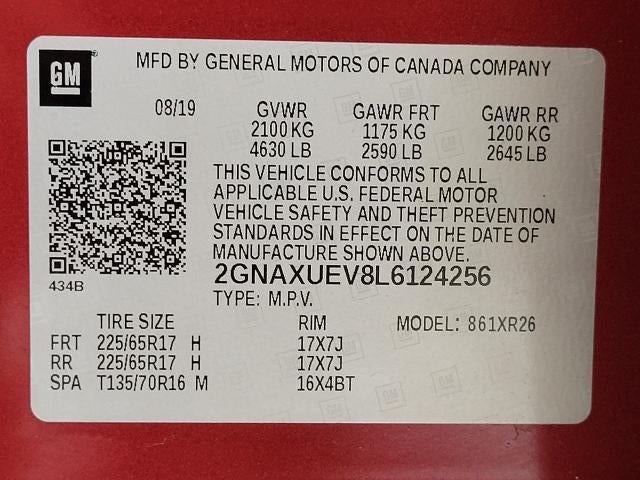 GM
MFD BY GENERAL MOTORS OF CANADA COMPANY
08/19 GVWR GAWR FRT GAWR RR
2100 KG 1175 KG 1200 KG
4630 LB 2590 LB 2645 LB
THIS VEHICLE CONFORMS TO ALL
APPLICABLE U.S. FEDERAL MOTOR
VEHICLE SAFETY AND THEFT PREVENTION
STANDARDS IN EFFECT ON THE DATE OF
MANUFACTURE SHOWN ABOVE.
434B
2GNAXUEV8L6124256
TYPE: M.P.V.
TIRE SIZE RIM MODEL: 861XR26
FRT 225/65R17 H 17X7J
RR 225/65R17 H 17X7J
SPA T135/70R16 M 16X4BT